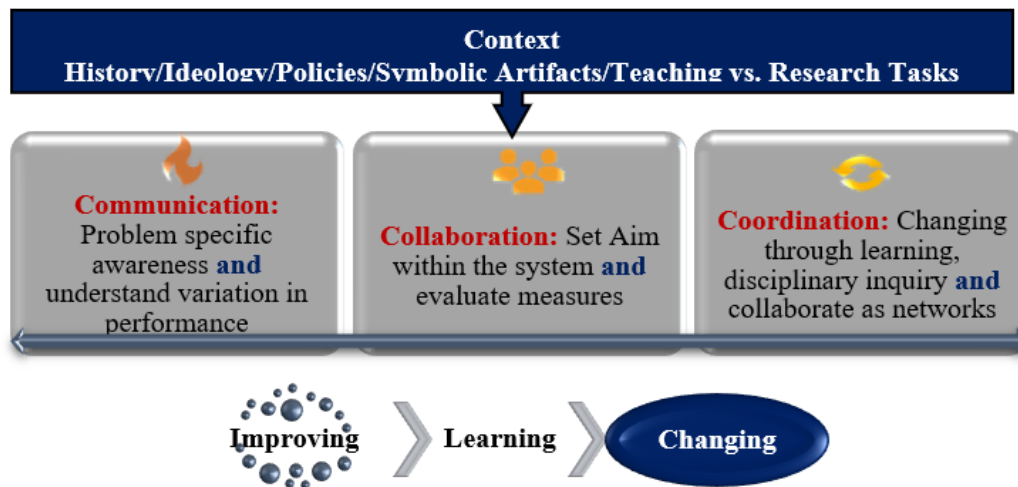 Context
History/Ideology/Policies/Symbolic Artifacts/Teaching vs. Research Tasks
Communication:
Problem specific
awareness and
understand variation in
performance
Collaboration: Set Aim
within the system and
evaluate measures
Coordination: Changing
through learning,
disciplinary inquiry and
collaborate as networks
Improving
Learning
Changing